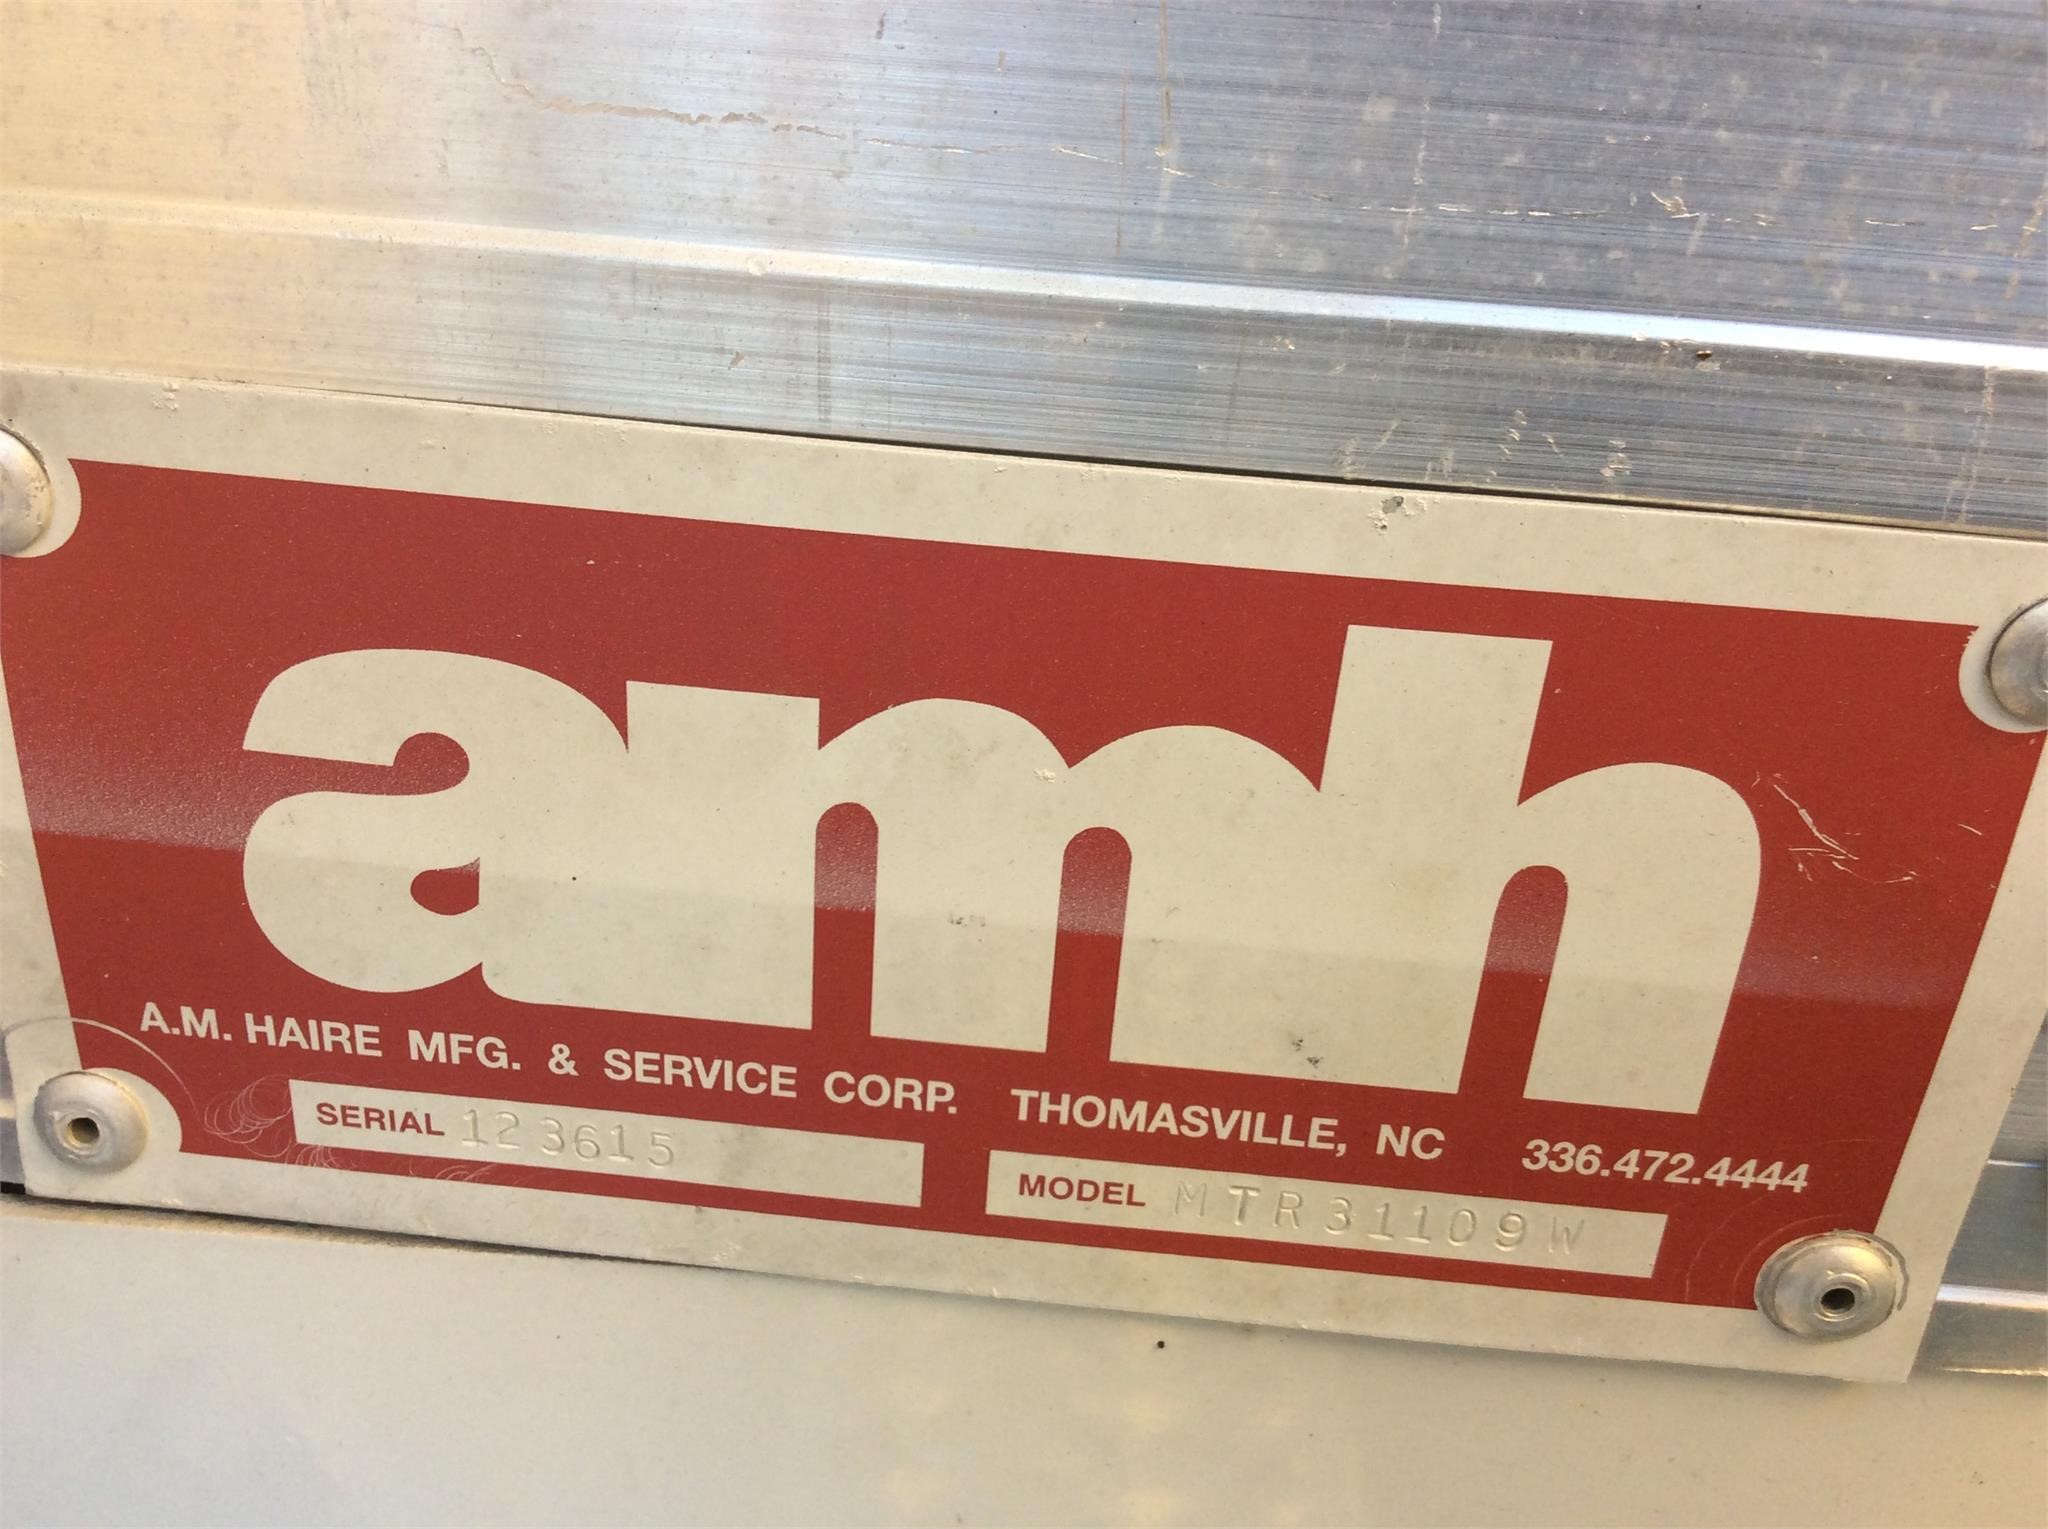 amh
A.M. HAIRE MFG. & SERVICE CORP. THOMASVILLE, NC 336.472.4444
SERIAL 123615 MODEL MTR31109W